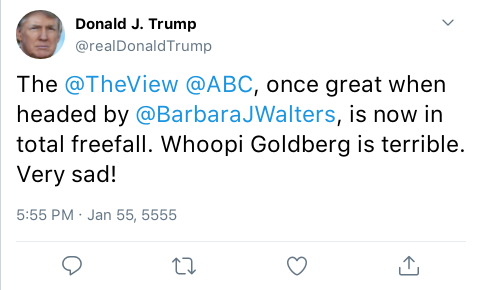 Donald J. Trump
@realDonaldTrump
The @TheView @ABC, once great when
headed by @BarbaraJWalters, is now in
total freefall. Whoopi Goldberg is terrible.
Very sad!
5:55 PM · Jan 55, 5555